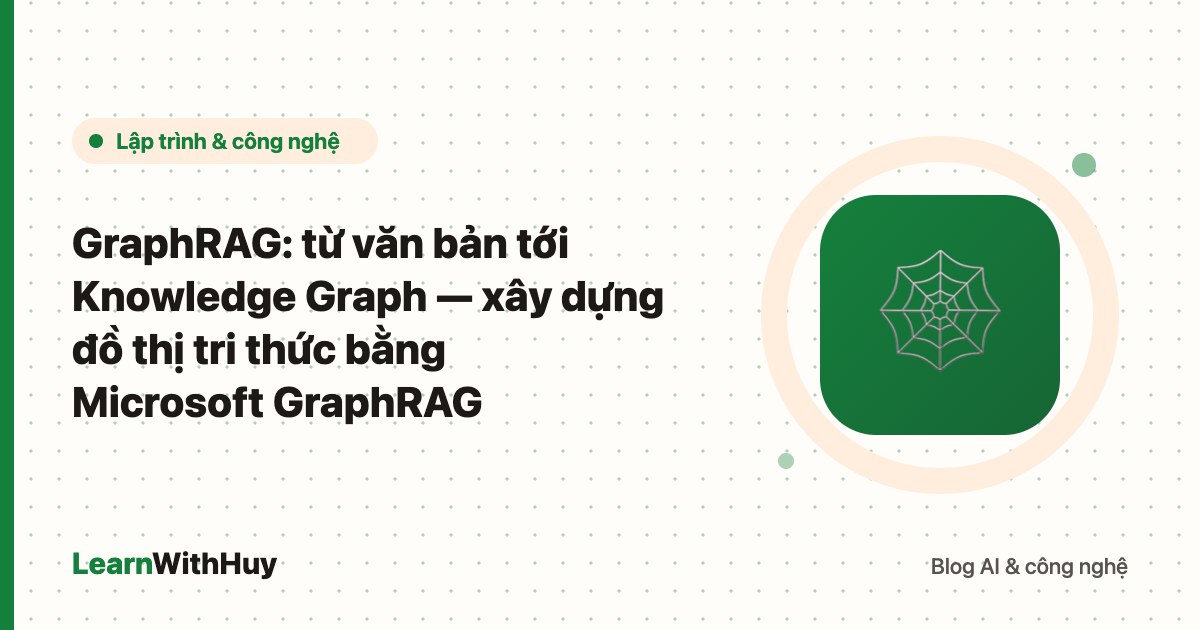 Lập trình & công nghệ
GraphRAG: từ văn bản tới
Knowledge Graph — xây dựng
đồ thị tri thức bằng
Microsoft GraphRAG
LearnWithHuy
Blog AI & công nghệ